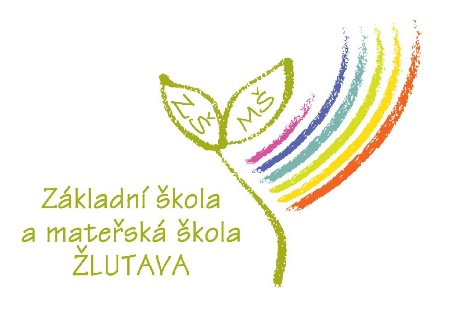 ZŠ
MŠ
Základní škola
a mateřská škola
ŽLUTAVA